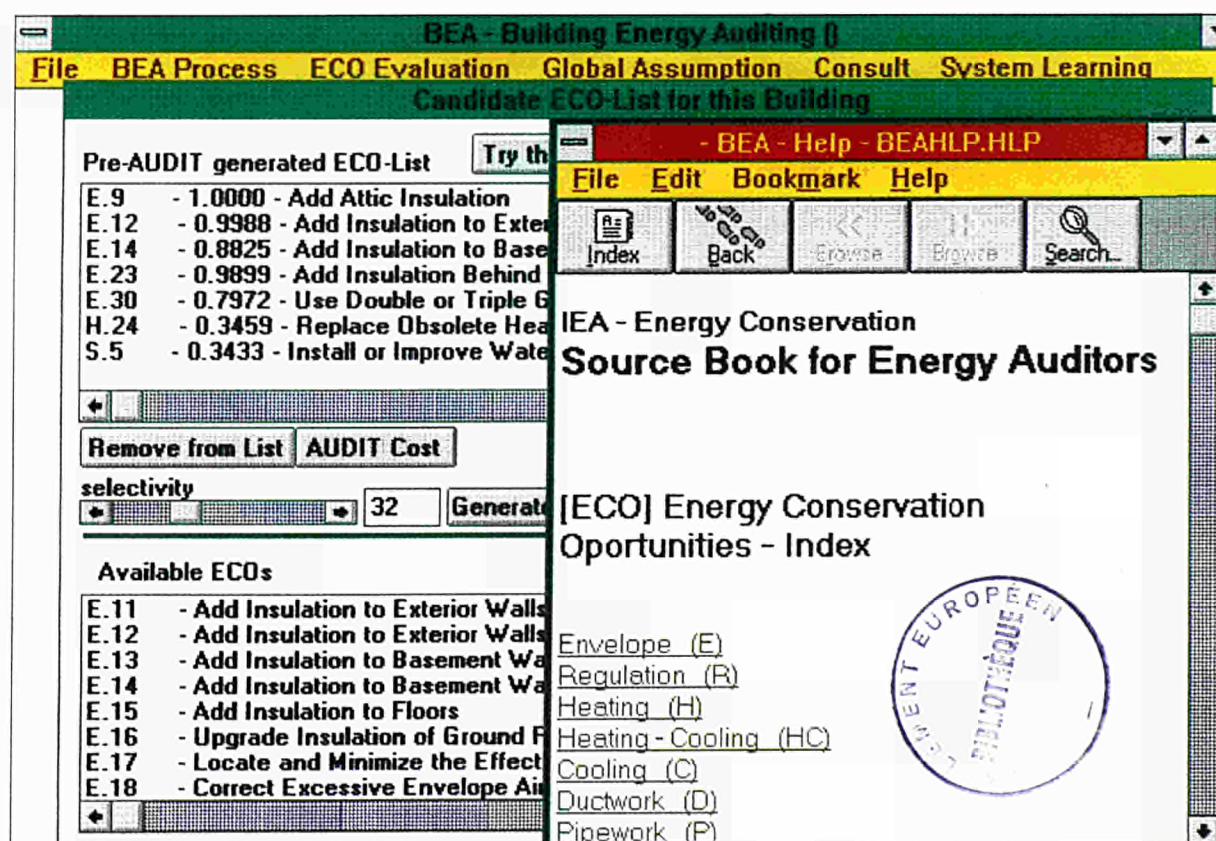 BEA - Building Energy Auditing ()
File BEA Process ECO Evaluation Global Assumption Consult System Learning
Candidate ECO-List for this Building
Pre-AUDIT generated ECO-List
Try th
E.9 - 1.0000 - Add Attic Insulation
E.12 - 0.9988 - Add Insulation to Exter
E.14 - 0.8825 - Add Insulation to Base
E.23 - 0.9899 - Add Insulation Behind
E.30 - 0.7972 - Use Double or Triple G
H.24 - 0.3459 - Replace Obsolete Hea
S.5 - 0.3433 - Install or Improve Wate
Remove from List AUDIT Cost
selectivity
32 Generate
Available ECOs
E.11 - Add Insulation to Exterior Walls
E.12 - Add Insulation to Exterior Walls
E.13 - Add Insulation to Basement Wa
E.14 - Add Insulation to Basement Wa
E.15 - Add Insulation to Floors
E.16 - Upgrade Insulation of Ground F
E.17 - Locate and Minimize the Effect
E.18 - Correct Excessive Envelope Ai
- BEA - Help - BEAHLP.HLP
File Edit Bookmark Help
Index Back Browse Browse Search...
IEA - Energy Conservation
Source Book for Energy Auditors
[ECO] Energy Conservation
Oportunities - Index
Envelope (E)
Regulation (R)
Heating (H)
Heating - Cooling (HC)
Cooling (C)
Ductwork (D)
Pipework (P)
LEMENT EUROPÉEN
BIBLIOTHÈQUE